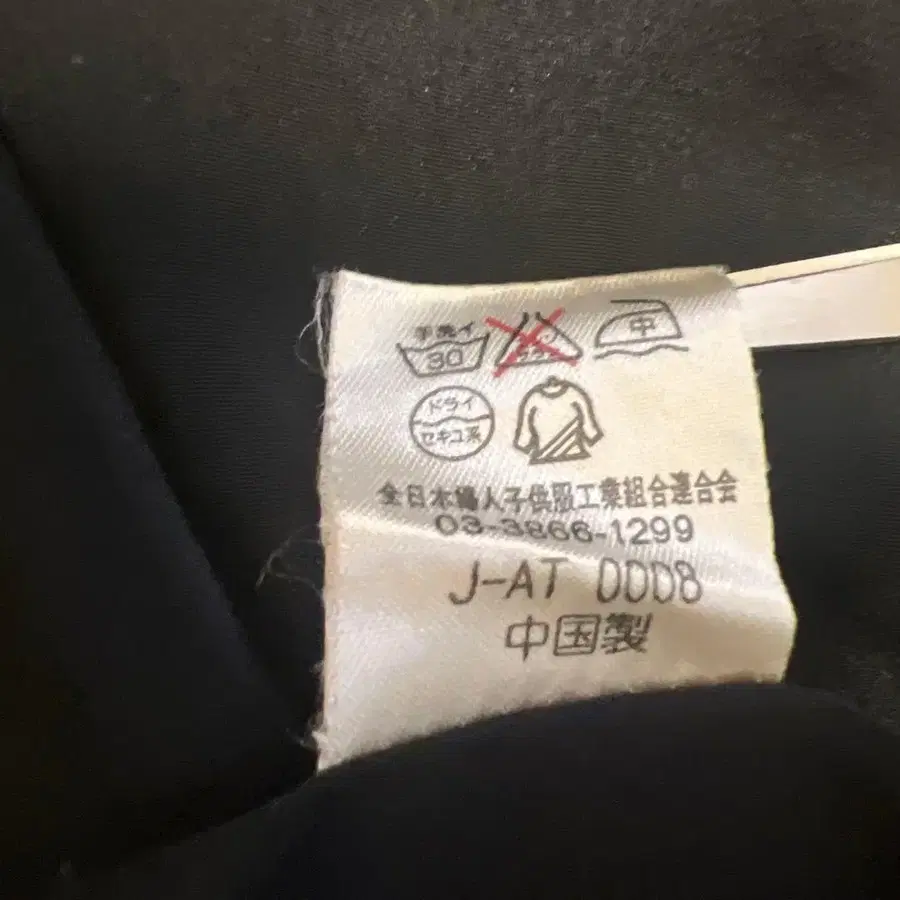 手洗イ
30
中
ドライ
セキユ系
全日本婦人子供服工業組合連合会
03-3866-1299
J-AT 0008
中国製